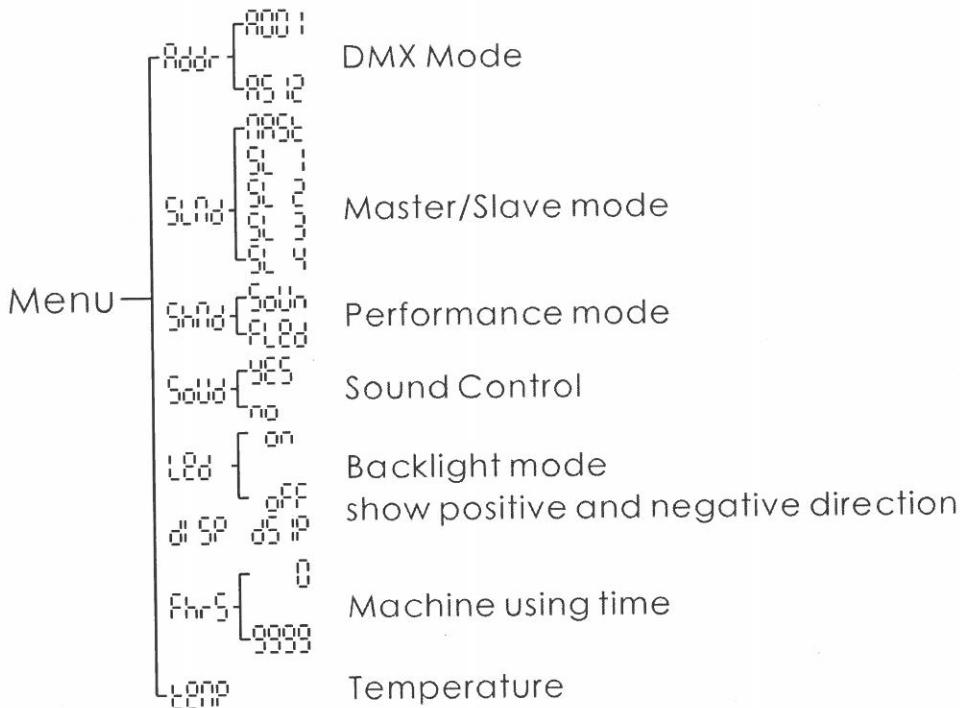 A001
Addr DMX Mode
A512
MASt
SL 1
SL 2
SLMd Master/Slave mode
SL 3
SL 4
Menu
SoUn
ShMd Performance mode
FLed
YES
SoUd Sound Control
no
on
Led Backlight mode
oFF
show positive and negative direction
dISP dSIP
0
FhrS Machine using time
9999
teMP Temperature